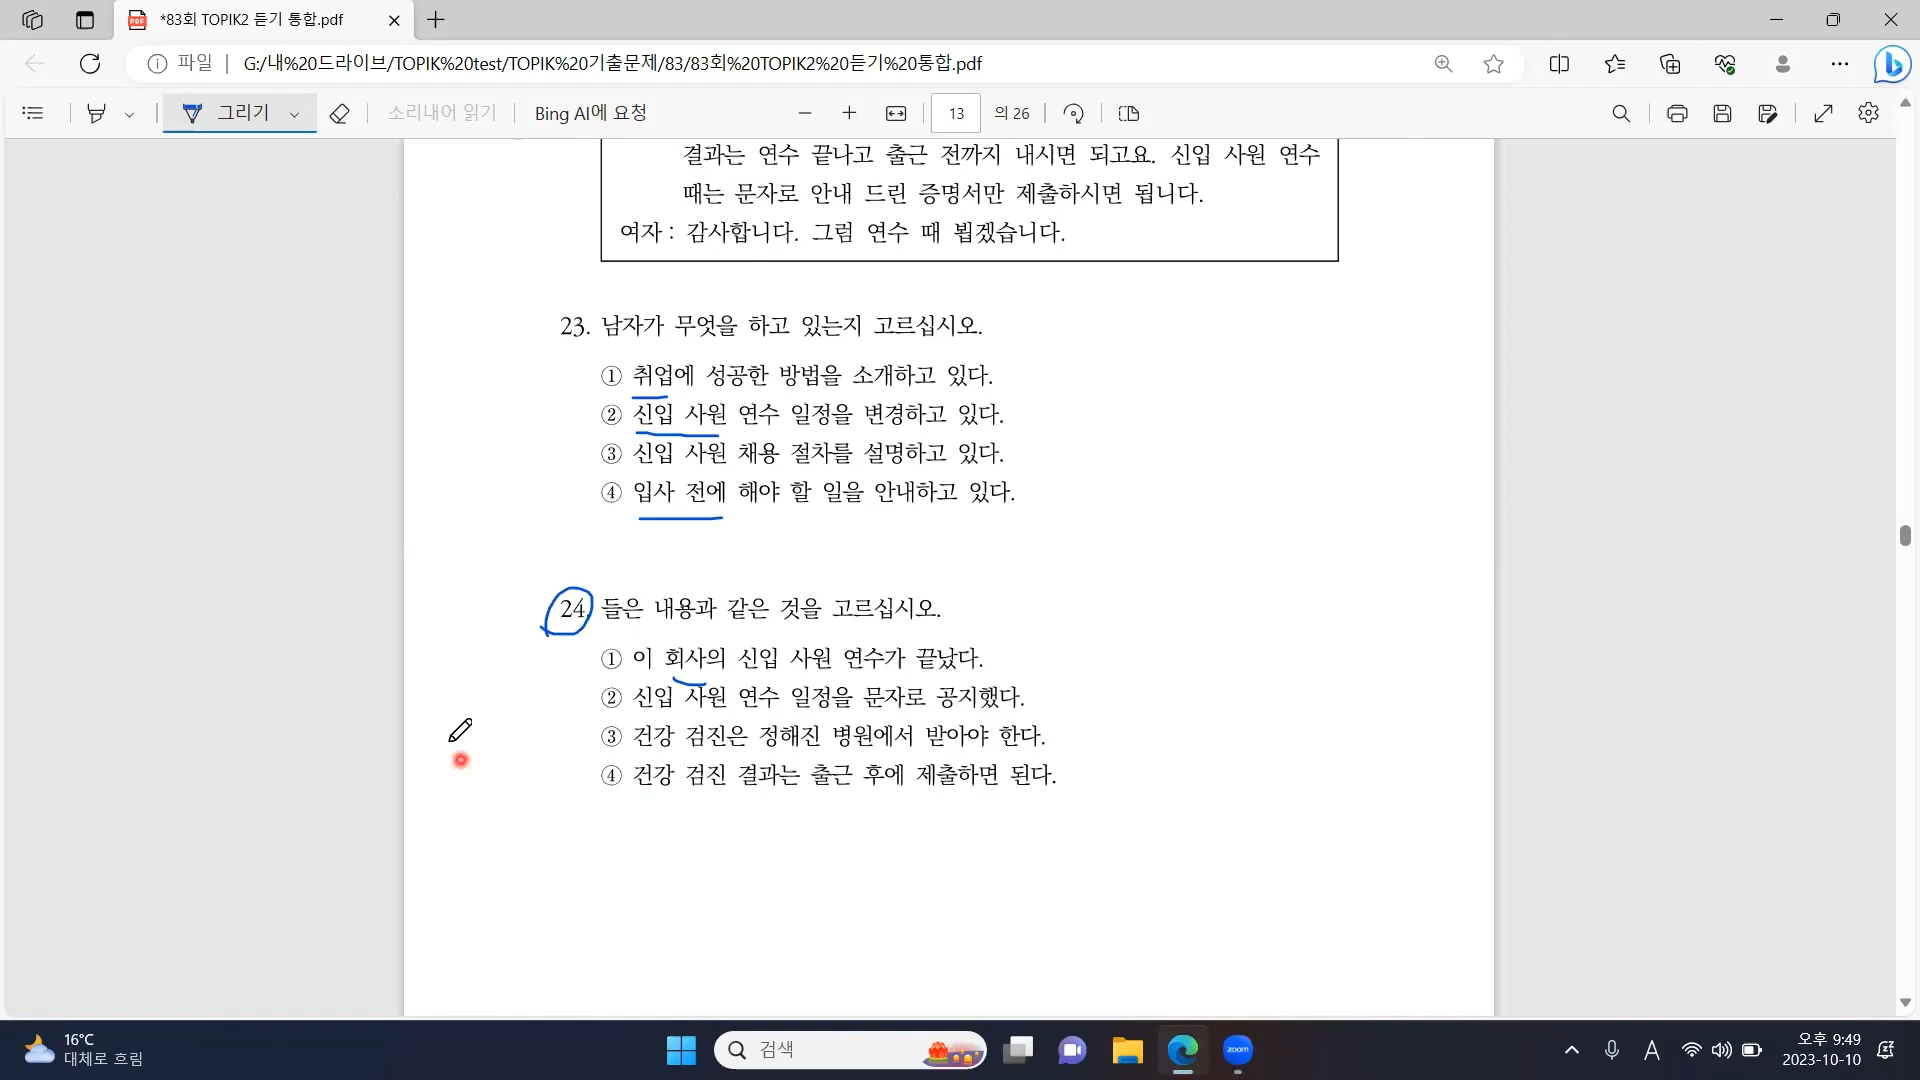 *83회 TOPIK2 듣기 통합.pdf
파일
G:/내%20드라이브/TOPIK%20test/TOPIK%20기출문제/83/83회%20TOPIK2%20듣기%20통합.pdf
그리기
소리내어 읽기
Bing AI에 요청
13
의 26
결과는 연수 끝나고 출근 전까지 내시면 되고요. 신입 사원 연수
때는 문자로 안내 드린 증명서만 제출하시면 됩니다.
여자 : 감사합니다. 그럼 연수 때 뵙겠습니다.
23. 남자가 무엇을 하고 있는지 고르십시오.
① 취업에 성공한 방법을 소개하고 있다.
② 신입 사원 연수 일정을 변경하고 있다.
③ 신입 사원 채용 절차를 설명하고 있다.
④ 입사 전에 해야 할 일을 안내하고 있다.
24. 들은 내용과 같은 것을 고르십시오.
① 이 회사의 신입 사원 연수가 끝났다.
② 신입 사원 연수 일정을 문자로 공지했다.
③ 건강 검진은 정해진 병원에서 받아야 한다.
④ 건강 검진 결과는 출근 후에 제출하면 된다.
16°C
대체로 흐림
검색
zoom
A
오후 9:49
2023-10-10